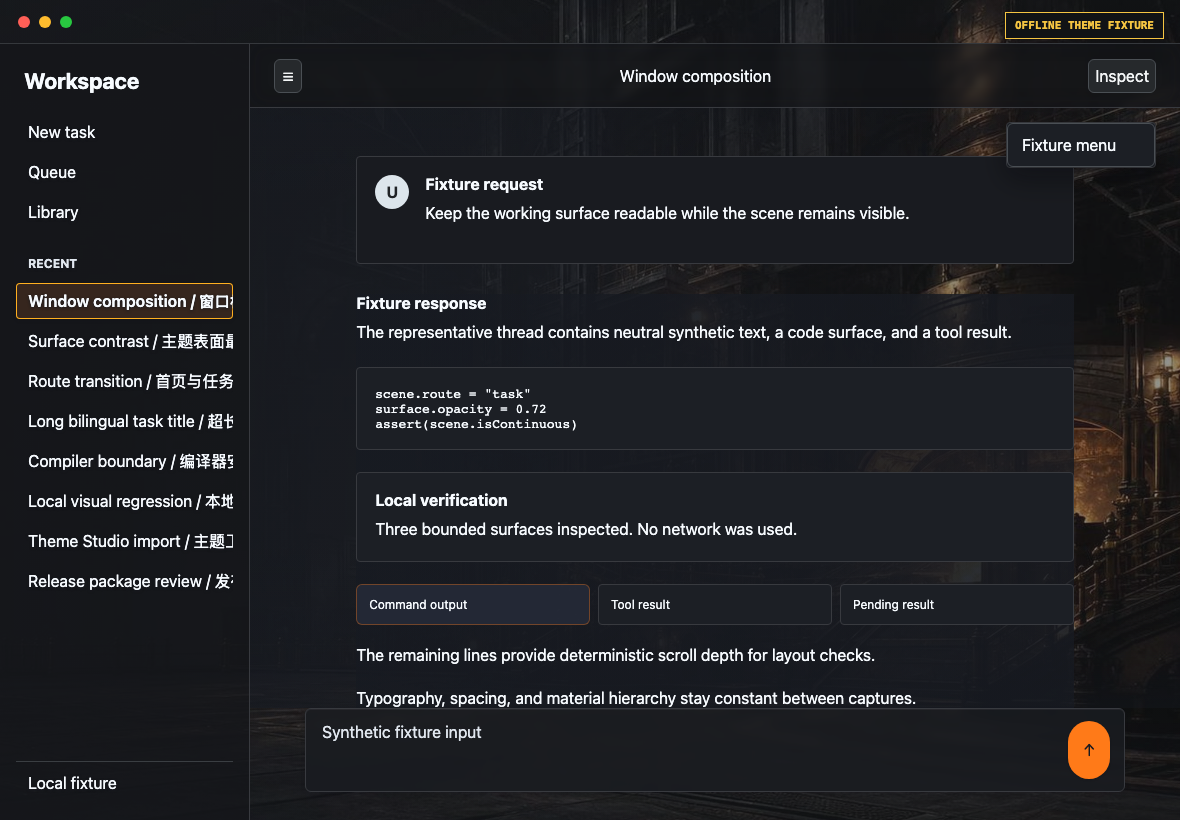 OFFLINE THEME FIXTURE
Workspace
New task
Queue
Library
RECENT
Window composition / 窗口
Surface contrast / 主题表面
Route transition / 首页与任务
Long bilingual task title / 超长
Compiler boundary / 编译器
Local visual regression / 本地
Theme Studio import / 主题
Release package review / 发
Local fixture
Window composition
Inspect
Fixture menu
U
Fixture request
Keep the working surface readable while the scene remains visible.
Fixture response
The representative thread contains neutral synthetic text, a code surface, and a tool result.
scene.route = "task"
surface.opacity = 0.72
assert(scene.isContinuous)
Local verification
Three bounded surfaces inspected. No network was used.
Command output
Tool result
Pending result
The remaining lines provide deterministic scroll depth for layout checks.
Typography, spacing, and material hierarchy stay constant between captures.
Synthetic fixture input